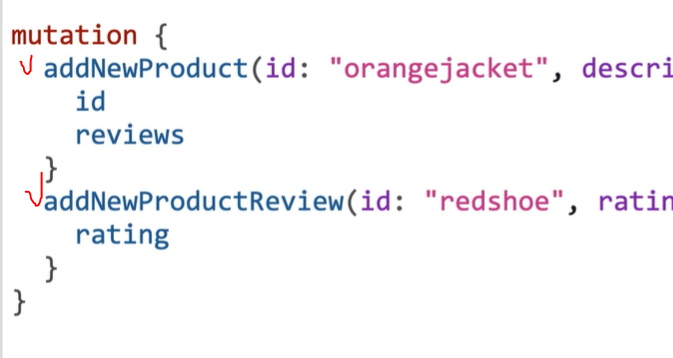 mutation {
addNewProduct(id: "orangejacket", descri
id
reviews
}
addNewProductReview(id: "redshoe", ratin
rating
}
}